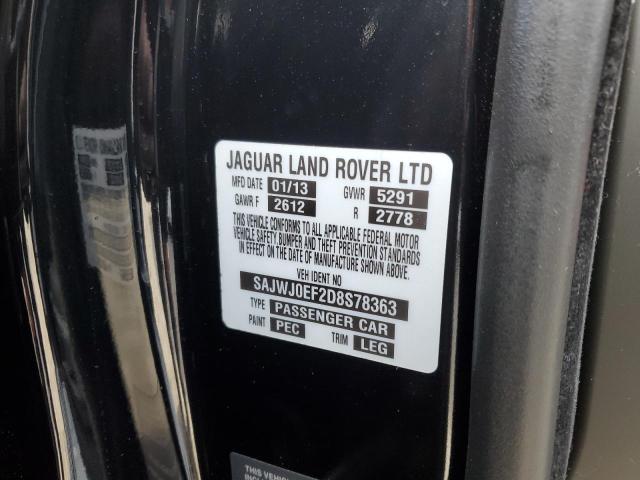 JAGUAR LAND ROVER LTD
MFD DATE 01/13 GVWR 5291
GAWR F 2612 R 2778
THIS VEHICLE CONFORMS TO ALL APPLICABLE FEDERAL MOTOR
VEHICLE SAFETY, BUMPER AND THEFT PREVENTION STANDARDS
IN EFFECT ON THE DATE OF MANUFACTURE SHOWN ABOVE.
VEH IDENT NO
SAJWJ0EF2D8S78363
TYPE PASSENGER CAR
PAINT PEC TRIM LEG
THIS VEHIC